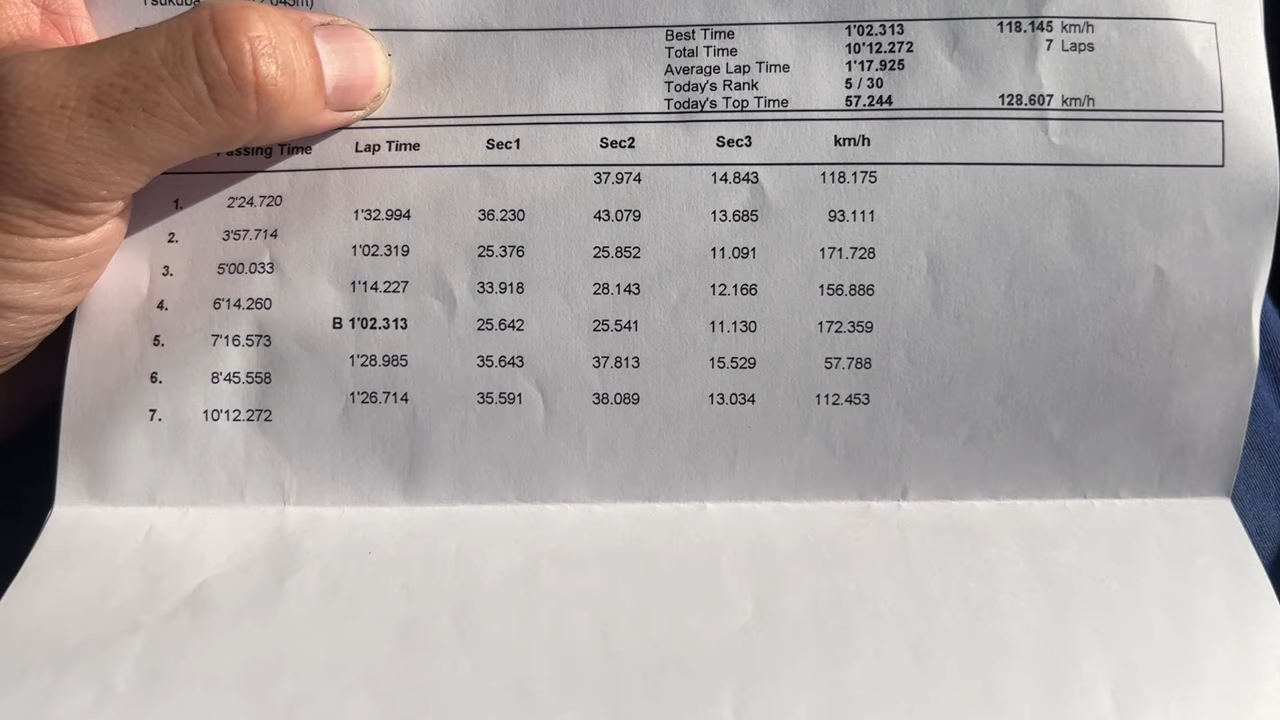 Best Time 1'02.313 118.145 km/h
Total Time 10'12.272 7 Laps
Average Lap Time 1'17.925
Today's Rank 5 / 30
Today's Top Time 57.244 128.607 km/h
Passing Time Lap Time Sec1 Sec2 Sec3 km/h
37.974 14.843 118.175
1. 2'24.720
1'32.994 36.230 43.079 13.685 93.111
2. 3'57.714
1'02.319 25.376 25.852 11.091 171.728
3. 5'00.033
1'14.227 33.918 28.143 12.166 156.886
4. 6'14.260
B 1'02.313 25.642 25.541 11.130 172.359
5. 7'16.573
1'28.985 35.643 37.813 15.529 57.788
6. 8'45.558
1'26.714 35.591 38.089 13.034 112.453
7. 10'12.272